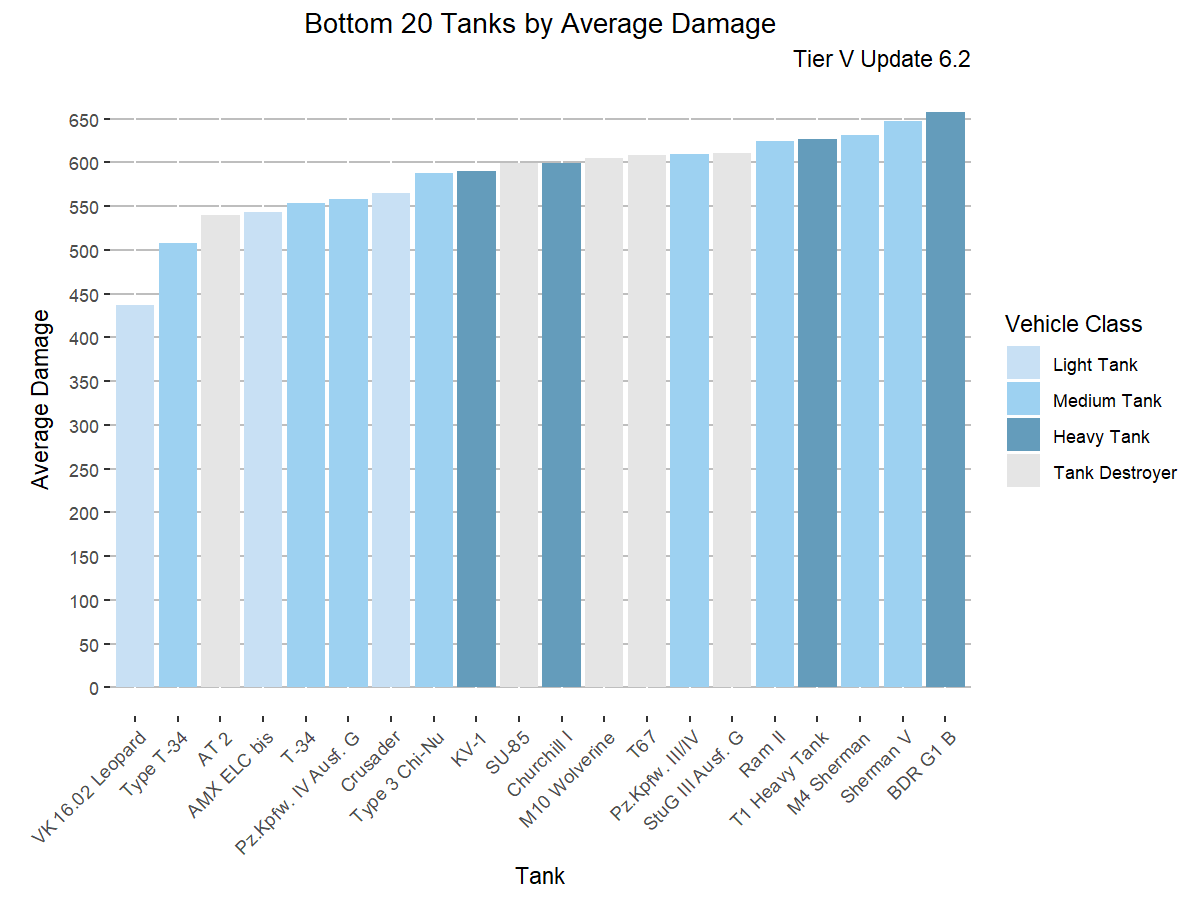 Bottom 20 Tanks by Average Damage
Tier V Update 6.2
Average Damage
650
600
550
500
450
400
350
300
250
200
150
100
50
0
VK 16.02 Leopard
Type T-34
AT 2
AMX ELC bis
T-34
Pz.Kpfw. IV Ausf. G
Crusader
Type 3 Chi-Nu
KV-1
SU-85
Churchill I
M10 Wolverine
T67
Pz.Kpfw. III/IV
StuG III Ausf. G
Ram II
T1 Heavy Tank
M4 Sherman
Sherman V
BDR G1 B
Tank
Vehicle Class
Light Tank
Medium Tank
Heavy Tank
Tank Destroyer